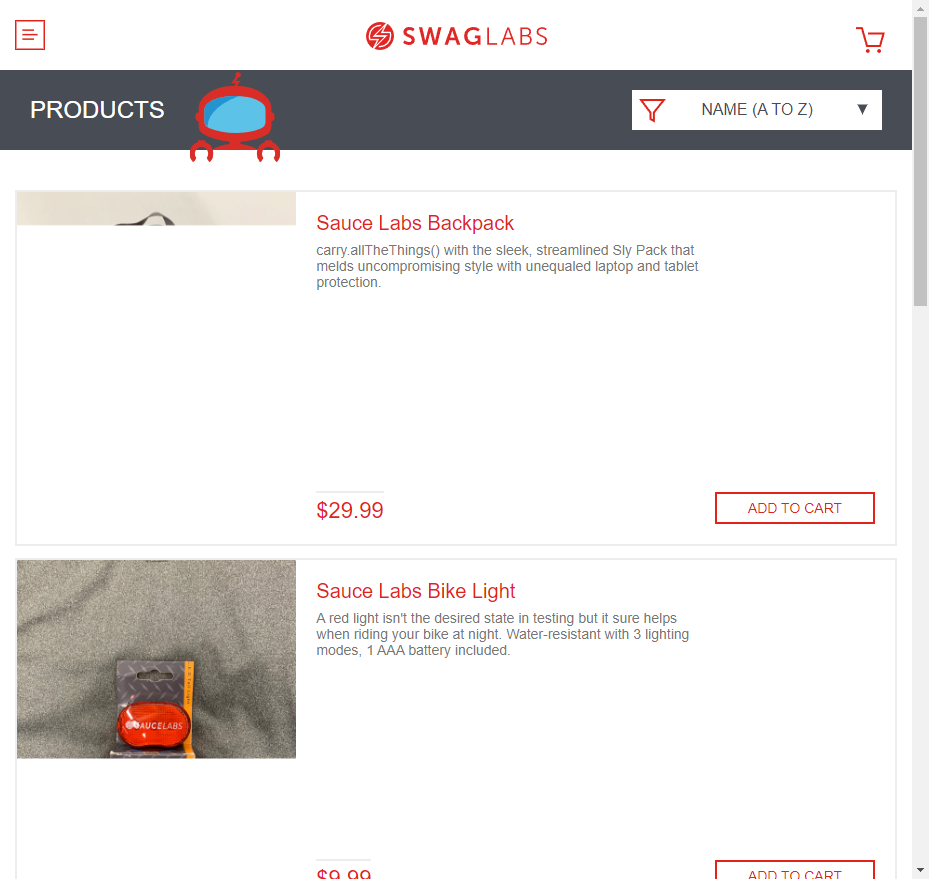 SWAGLABS
PRODUCTS
NAME (A TO Z)
Sauce Labs Backpack
carry.allTheThings() with the sleek, streamlined Sly Pack that
melds uncompromising style with unequaled laptop and tablet
protection.
$29.99
ADD TO CART
Sauce Labs Bike Light
A red light isn't the desired state in testing but it sure helps
when riding your bike at night. Water-resistant with 3 lighting
modes, 1 AAA battery included.
SAUCELABS
$9.99
ADD TO CART